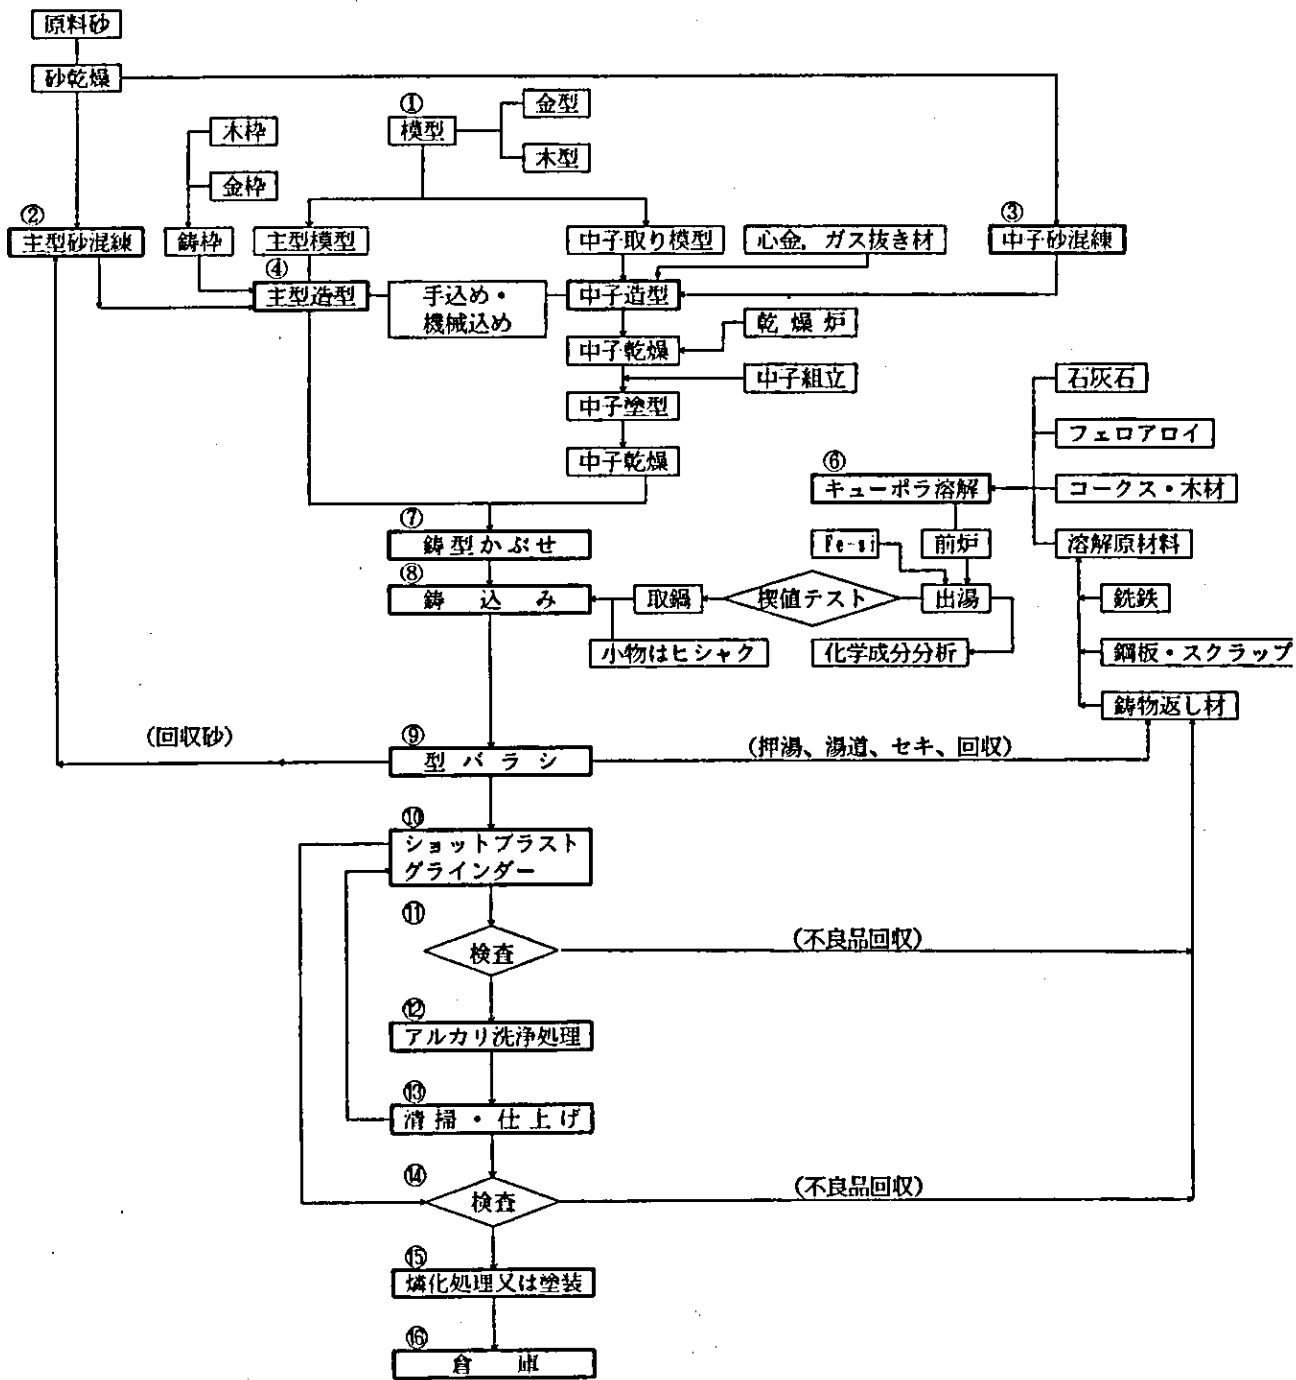 原料砂
砂乾燥
①
模型
金型
木型
木枠
金枠
②
主型砂混練
鋳枠
主型模型
中子取り模型
心金，ガス抜き材
③
中子砂混練
④
主型造型
手込め・
機械込め
中子造型
乾燥炉
中子乾燥
中子組立
中子塗型
中子乾燥
石灰石
フェロアロイ
⑥
キューポラ溶解
コークス・木材
⑦
鋳型かぶせ
Fe-si
前炉
溶解原材料
⑧
鋳込み
取鍋
楔値テスト
出湯
銑鉄
小物はヒシャク
化学成分分析
鋼板・スクラップ
鋳物返し材
(回収砂)
⑨
型バラシ
(押湯、湯道、セキ、回収)
⑩
ショットブラスト
グラインダー
⑪
検査
(不良品回収)
⑫
アルカリ洗浄処理
⑬
清掃・仕上げ
⑭
検査
(不良品回収)
⑮
燐化処理又は塗装
⑯
倉庫